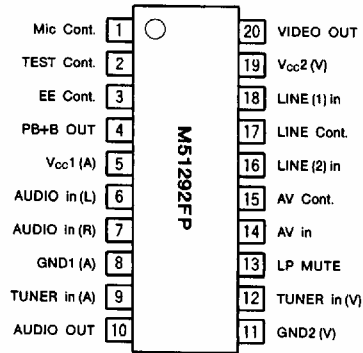 Mic Cont. 1
TEST Cont. 2
EE Cont. 3
PB+B OUT 4
Vcc1 (A) 5
AUDIO in (L) 6
AUDIO in (R) 7
GND1 (A) 8
TUNER in (A) 9
AUDIO OUT 10
M51292FP
20 VIDEO OUT
19 Vcc2 (V)
18 LINE (1) in
17 LINE Cont.
16 LINE (2) in
15 AV Cont.
14 AV in
13 LP MUTE
12 TUNER in (V)
11 GND2 (V)